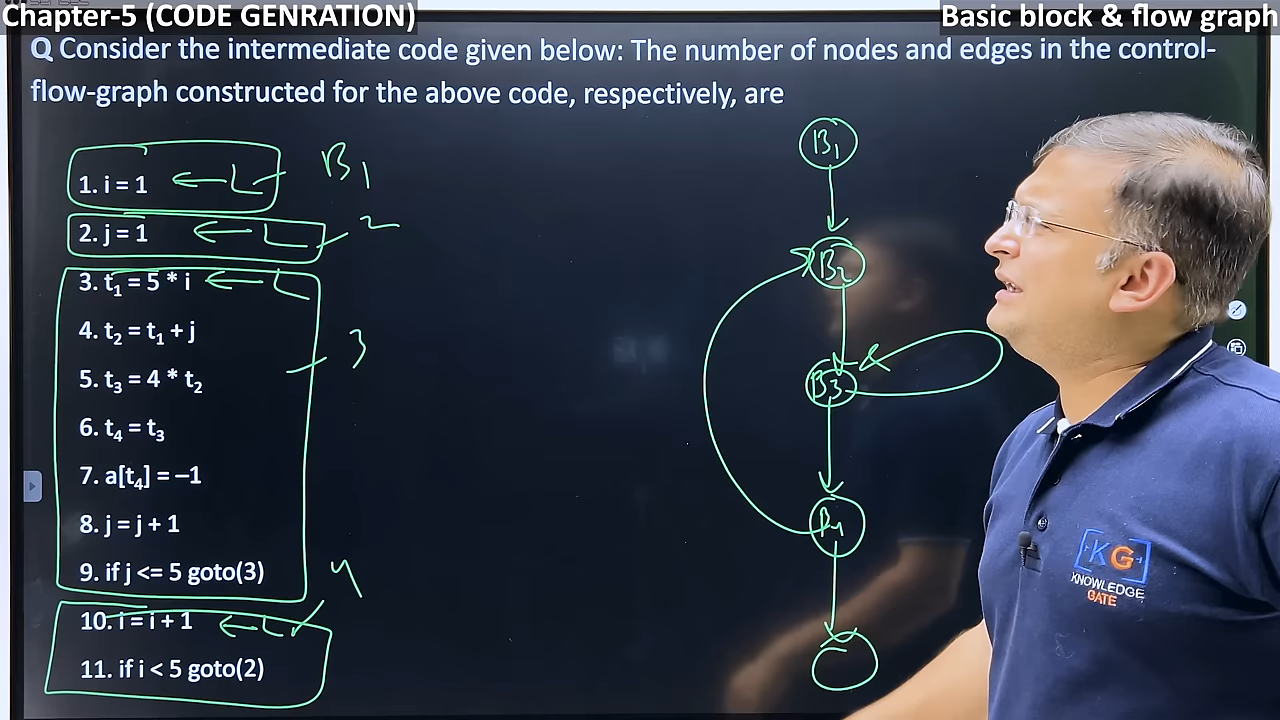 Chapter-5 (CODE GENRATION)
Basic block & flow graph
Q Consider the intermediate code given below: The number of nodes and edges in the control-
flow-graph constructed for the above code, respectively, are
1. i = 1 ← L B1
2. j = 1 ← L 2
3. t1 = 5 * i ← L
4. t2 = t1 + j
5. t3 = 4 * t2
3
6. t4 = t3
7. a[t4] = –1
8. j = j + 1
9. if j <= 5 goto(3)
4
10. i = i + 1 ← L
11. if i < 5 goto(2)
B1
B2
B3
B4
KG
KNOWLEDGE
GATE